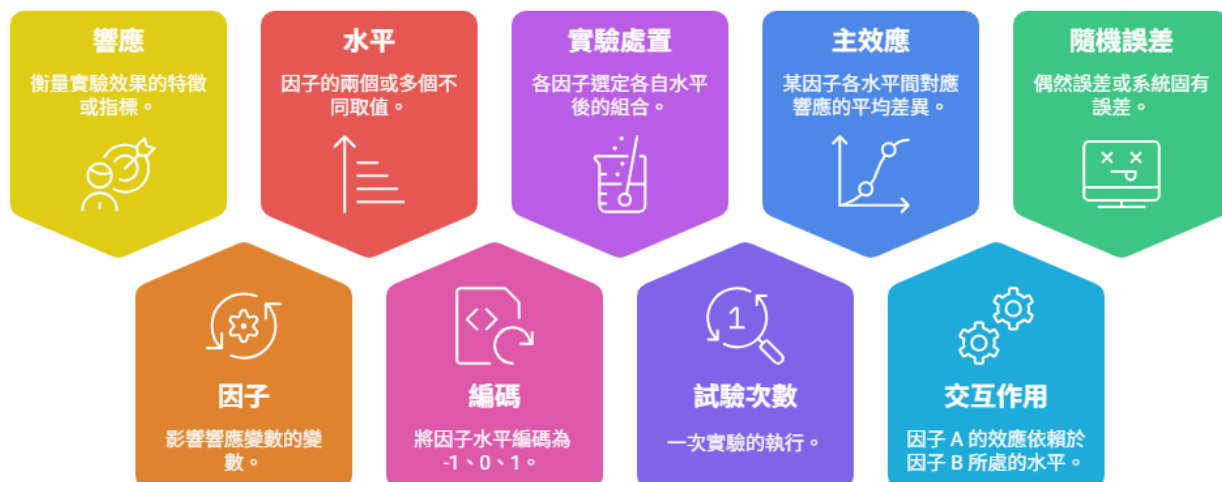 響應
衡量實驗效果的特徵
或指標。
水平
因子的兩個或多個不
同取值。
實驗處置
各因子選定各自水平
後的組合。
主效應
某因子各水平間對應
響應的平均差異。
隨機誤差
偶然誤差或系統固有
誤差。
因子
影響響應變數的變
數。
編碼
將因子水平編碼為
-1、0、1。
1
試驗次數
一次實驗的執行。
交互作用
因子 A 的效應依賴於
因子 B 所處的水平。